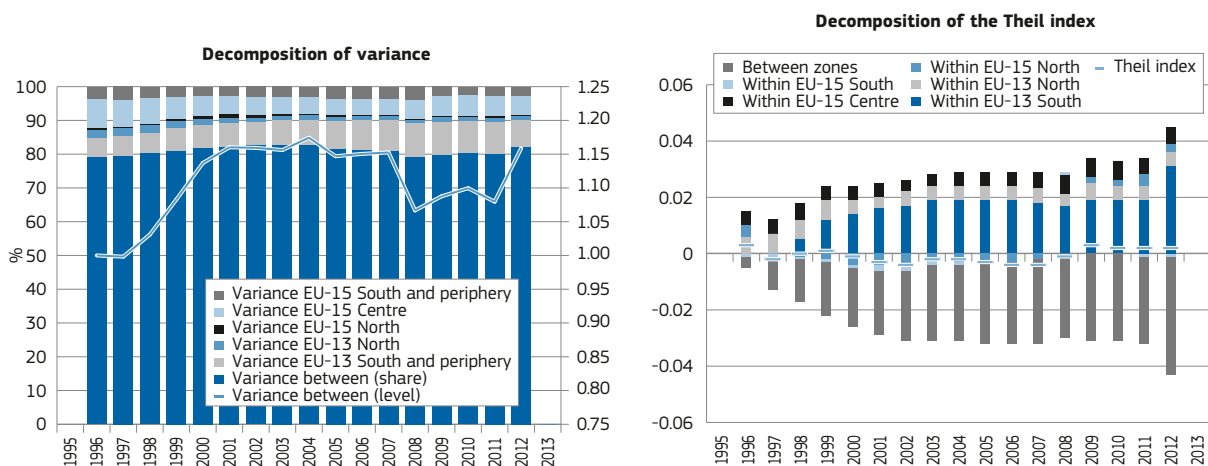 Decomposition of variance
100
90
80
70
60
50
40
30
20
10
0
%
1.25
1.20
1.15
1.10
1.05
1.00
0.95
0.90
0.85
0.80
0.75
Variance EU-15 South and periphery
Variance EU-15 Centre
Variance EU-15 North
Variance EU-13 North
Variance EU-13 South and periphery
Variance between (share)
Variance between (level)
1995 1996 1997 1998 1999 2000 2001 2002 2003 2004 2005 2006 2007 2008 2009 2010 2011 2012 2013
Decomposition of the Theil index
0.06
0.04
0.02
0
-0.02
-0.04
-0.06
Between zones Within EU-15 North Theil index
Within EU-15 South Within EU-13 North
Within EU-15 Centre Within EU-13 South
1995 1996 1997 1998 1999 2000 2001 2002 2003 2004 2005 2006 2007 2008 2009 2010 2011 2012 2013